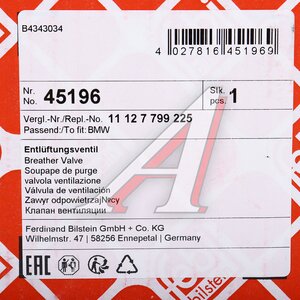 B4343034
4 027816 451969
Nr.
No. 45196
Stk.
pcs. 1
Vergl.-Nr./Repl.-No. 11 12 7 799 225
Passend:/To fit: BMW
Entlüftungsventil
Breather Valve
Soupape de purge
valvola ventilazione
Válvula de ventilación
Zawyr odpowietrzajNcy
Клапан вентиляции
Ferdinand Bilstein GmbH + Co. KG
Wilhelmstr. 47 | 58256 Ennepetal | Germany
EAC